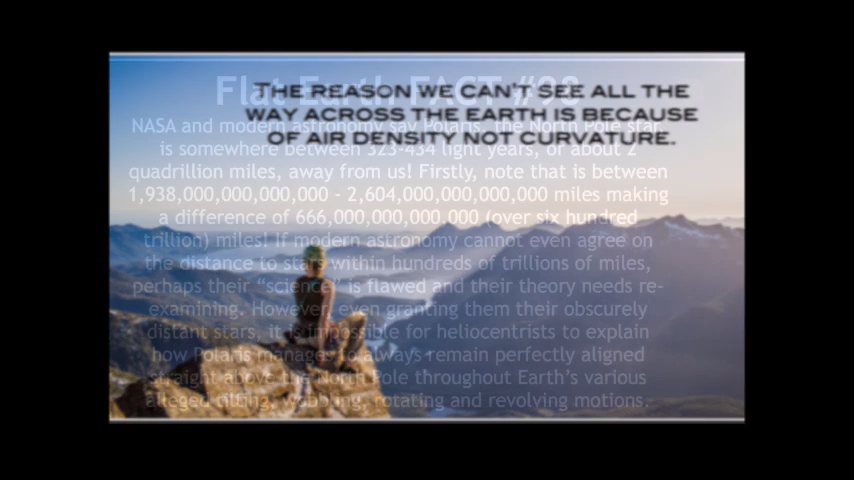 Flat Earth FACT #98
THE REASON WE CAN'T SEE ALL THE
WAY ACROSS THE EARTH IS BECAUSE
OF AIR DENSITY NOT CURVATURE.
NASA and modern astronomy say Polaris, the North Pole star,
is somewhere between 323-434 light years, or about 2
quadrillion miles, away from us! Firstly, note that is between
1,938,000,000,000,000 - 2,604,000,000,000,000 miles making
a difference of 666,000,000,000,000 (over six hundred
trillion) miles! If modern astronomy cannot even agree on
the distance to stars within hundreds of trillions of miles,
perhaps their "science" is flawed and their theory needs re-
examining. However, even granting them their obscurely
distant stars, it is impossible for heliocentrists to explain
how Polaris manages to always remain perfectly aligned
straight above the North Pole throughout Earth's various
alleged tilting, wobbling, rotating and revolving motions.